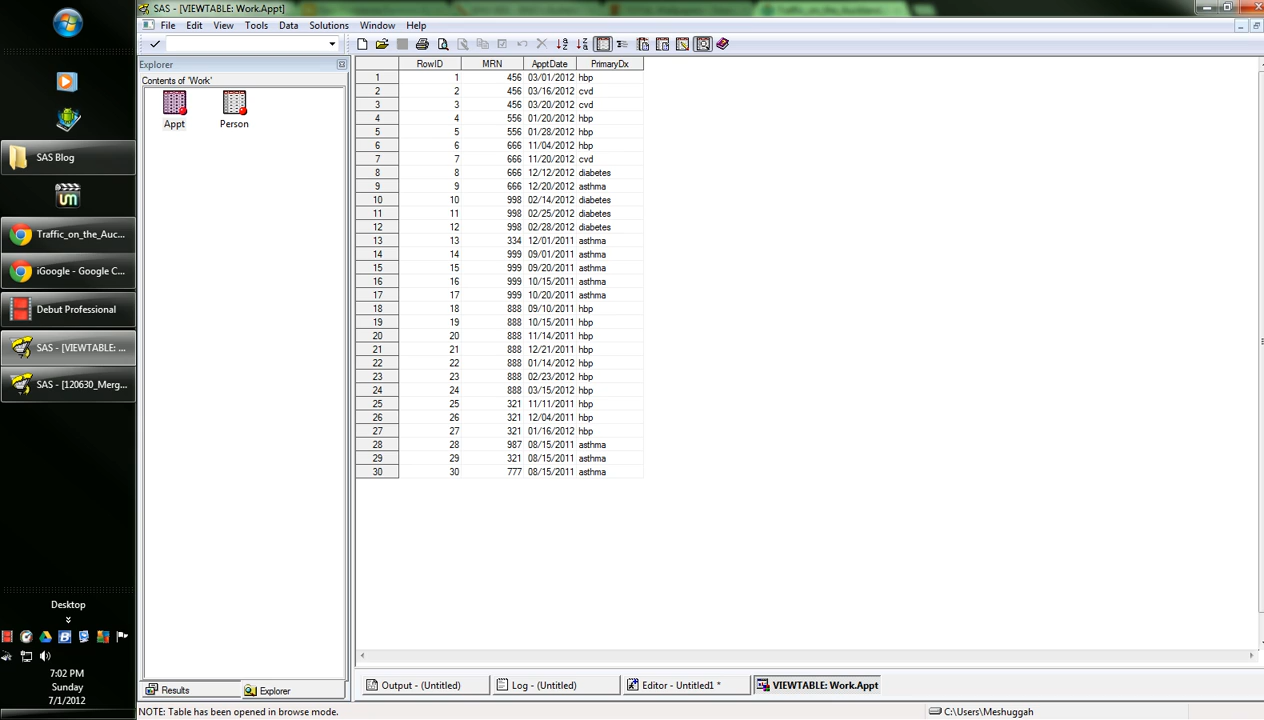 SAS - [VIEWTABLE: Work.Appt]
File Edit View Tools Data Solutions Window Help
Explorer
Contents of 'Work'
Appt Person
RowID MRN ApptDate PrimaryDx
1 1 456 03/01/2012 hbp
2 2 456 03/16/2012 cvd
3 3 456 03/20/2012 cvd
4 4 556 01/20/2012 hbp
5 5 556 01/28/2012 hbp
6 6 666 11/04/2012 hbp
7 7 666 11/20/2012 cvd
8 8 666 12/12/2012 diabetes
9 9 666 12/20/2012 asthma
10 10 998 02/14/2012 diabetes
11 11 998 02/25/2012 diabetes
12 12 998 02/28/2012 diabetes
13 13 334 12/01/2011 asthma
14 14 999 09/01/2011 asthma
15 15 999 09/20/2011 asthma
16 16 999 10/15/2011 asthma
17 17 999 10/20/2011 asthma
18 18 888 09/10/2011 hbp
19 19 888 10/15/2011 hbp
20 20 888 11/14/2011 hbp
21 21 888 12/21/2011 hbp
22 22 888 01/14/2012 hbp
23 23 888 02/23/2012 hbp
24 24 888 03/15/2012 hbp
25 25 321 11/11/2011 hbp
26 26 321 12/04/2011 hbp
27 27 321 01/16/2012 hbp
28 28 987 08/15/2011 asthma
29 29 321 08/15/2011 asthma
30 30 777 08/15/2011 asthma
SAS Blog
Traffic_on_the_Auc...
iGoogle - Google C...
Debut Professional
SAS - [VIEWTABLE: ...
SAS - [120630_Merg...
Desktop
7:02 PM
Sunday
7/1/2012
Results Explorer
Output - (Untitled) Log - (Untitled) Editor - Untitled1 * VIEWTABLE: Work.Appt
NOTE: Table has been opened in browse mode. C:\Users\Meshuggah